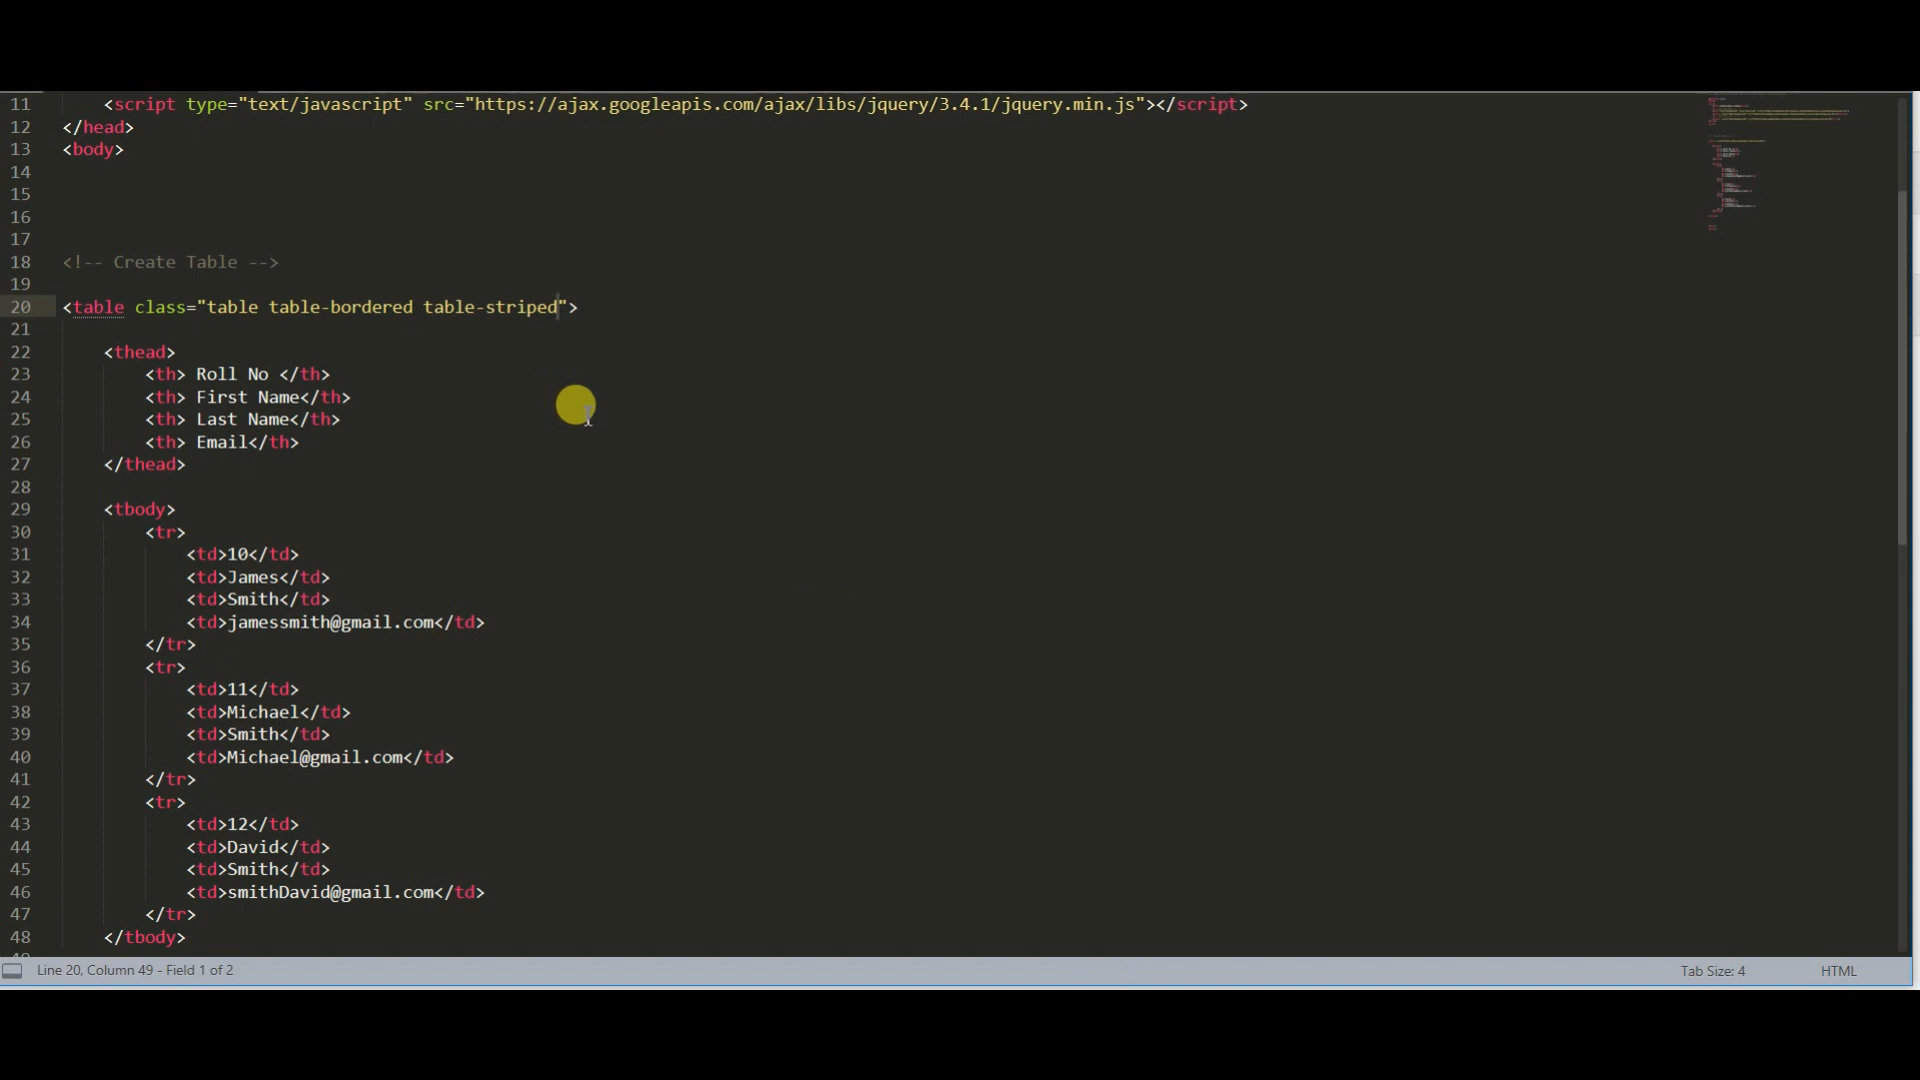 11 <script type="text/javascript" src="https://ajax.googleapis.com/ajax/libs/jquery/3.4.1/jquery.min.js"></script>
12 </head>
13 <body>
14
15
16
17
18 <!-- Create Table -->
19
20 <table class="table table-bordered table-striped">
21
22 <thead>
23 <th> Roll No </th>
24 <th> First Name</th>
25 <th> Last Name</th>
26 <th> Email</th>
27 </thead>
28
29 <tbody>
30 <tr>
31 <td>10</td>
32 <td>James</td>
33 <td>Smith</td>
34 <td>jamessmith@gmail.com</td>
35 </tr>
36 <tr>
37 <td>11</td>
38 <td>Michael</td>
39 <td>Smith</td>
40 <td>Michael@gmail.com</td>
41 </tr>
42 <tr>
43 <td>12</td>
44 <td>David</td>
45 <td>Smith</td>
46 <td>smithDavid@gmail.com</td>
47 </tr>
48 </tbody>
Line 20, Column 49 - Field 1 of 2 Tab Size: 4 HTML